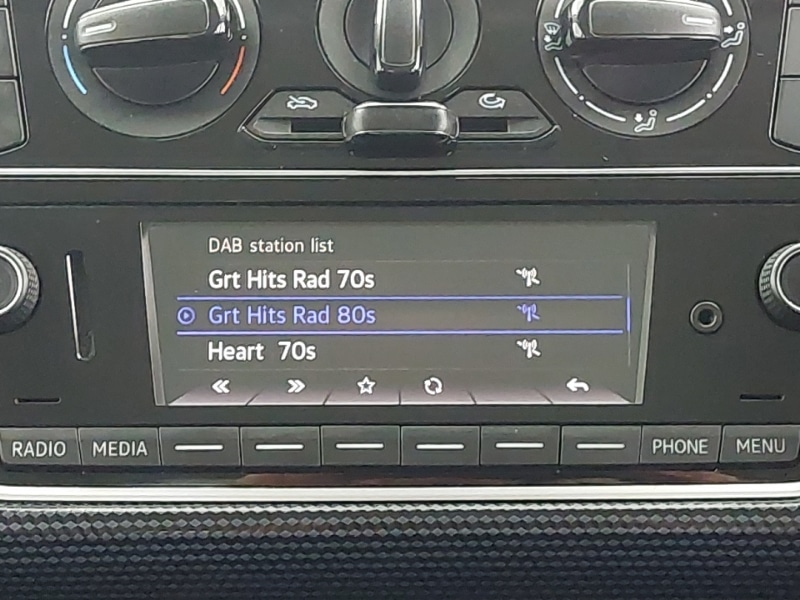 DAB station list
Grt Hits Rad 70s
Grt Hits Rad 80s
Heart 70s
RADIO MEDIA PHONE MENU